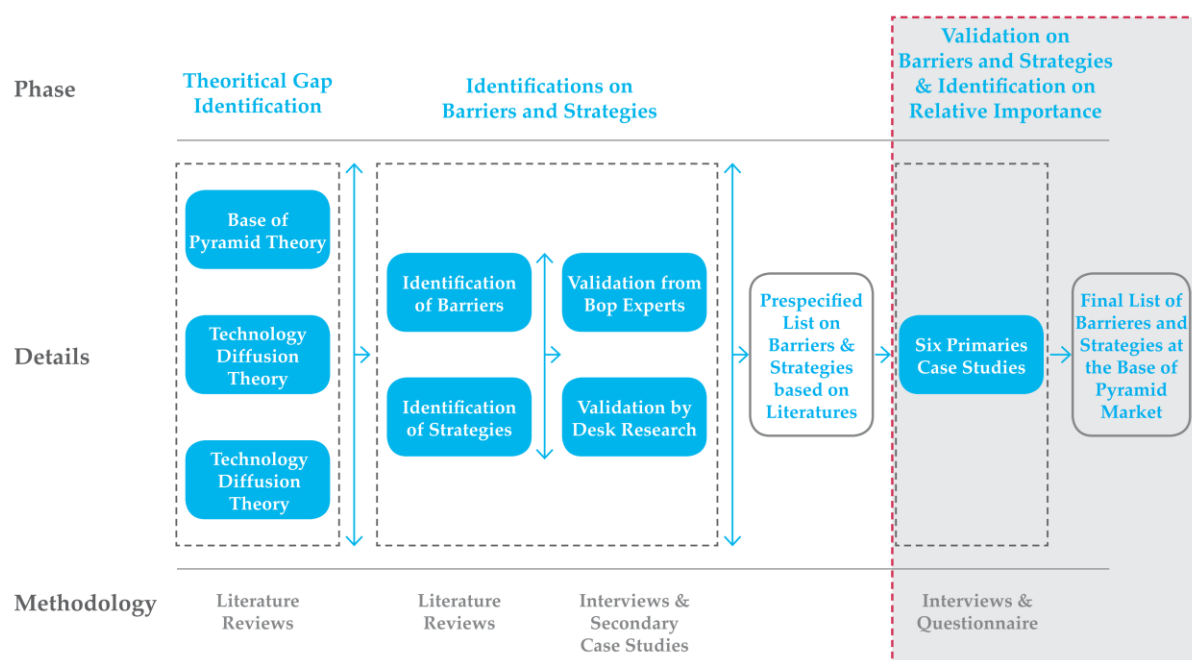 Phase
Theoritical Gap
Identification
Identifications on
Barriers and Strategies
Validation on
Barriers and Strategies
& Identification on
Relative Importance
Details
Base of
Pyramid Theory
Technology
Diffusion
Theory
Technology
Diffusion
Theory
Identification
of Barriers
Identification
of Strategies
Validation from
Bop Experts
Validation by
Desk Research
Prespecified
List on
Barriers &
Strategies
based on
Literatures
Six Primaries
Case Studies
Final List of
Barrieres and
Strategies at
the Base of
Pyramid
Market
Methodology
Literature
Reviews
Literature
Reviews
Interviews &
Secondary
Case Studies
Interviews &
Questionnaire